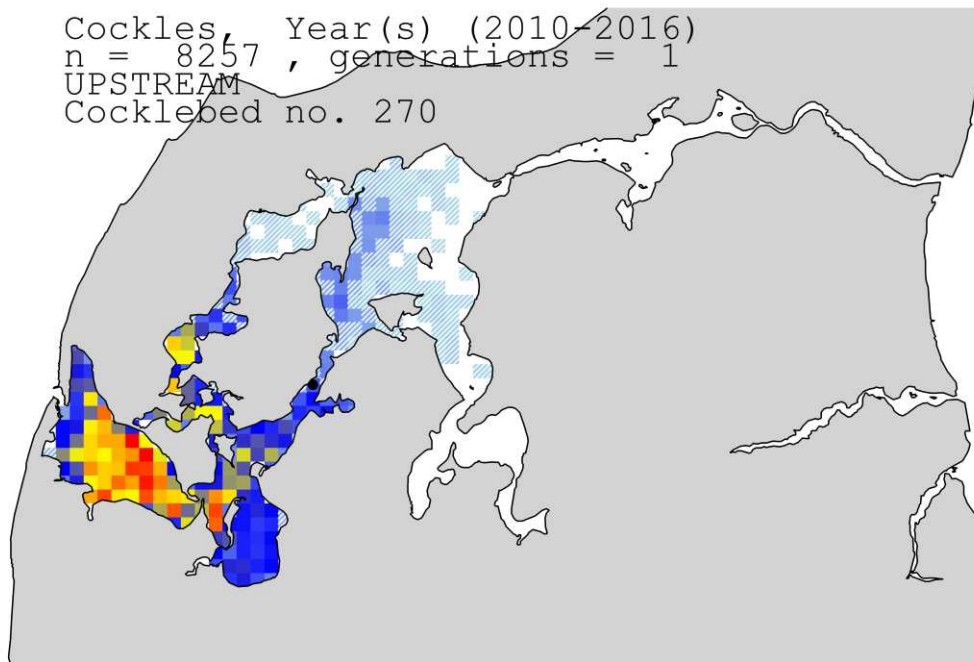 Cockles, Year(s) (2010-2016)
n = 8257 , generations = 1
UPSTREAM
Cocklebed no. 270